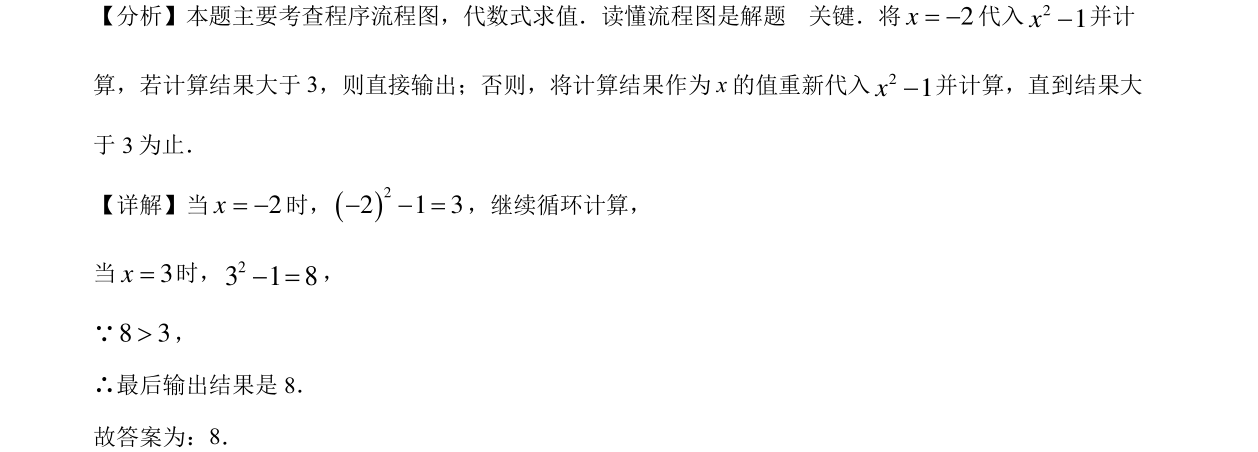 【分析】本题主要考查程序流程图，代数式求值．读懂流程图是解题 关键．将 x = −2 代入 x² − 1 并计
算，若计算结果大于 3，则直接输出；否则，将计算结果作为 x 的值重新代入 x² − 1 并计算，直到结果大
于 3 为止．
【详解】当 x = −2 时，(−2)² − 1 = 3，继续循环计算，
当 x = 3 时，3² − 1 = 8，
∵ 8 > 3，
∴最后输出结果是 8．
故答案为：8．